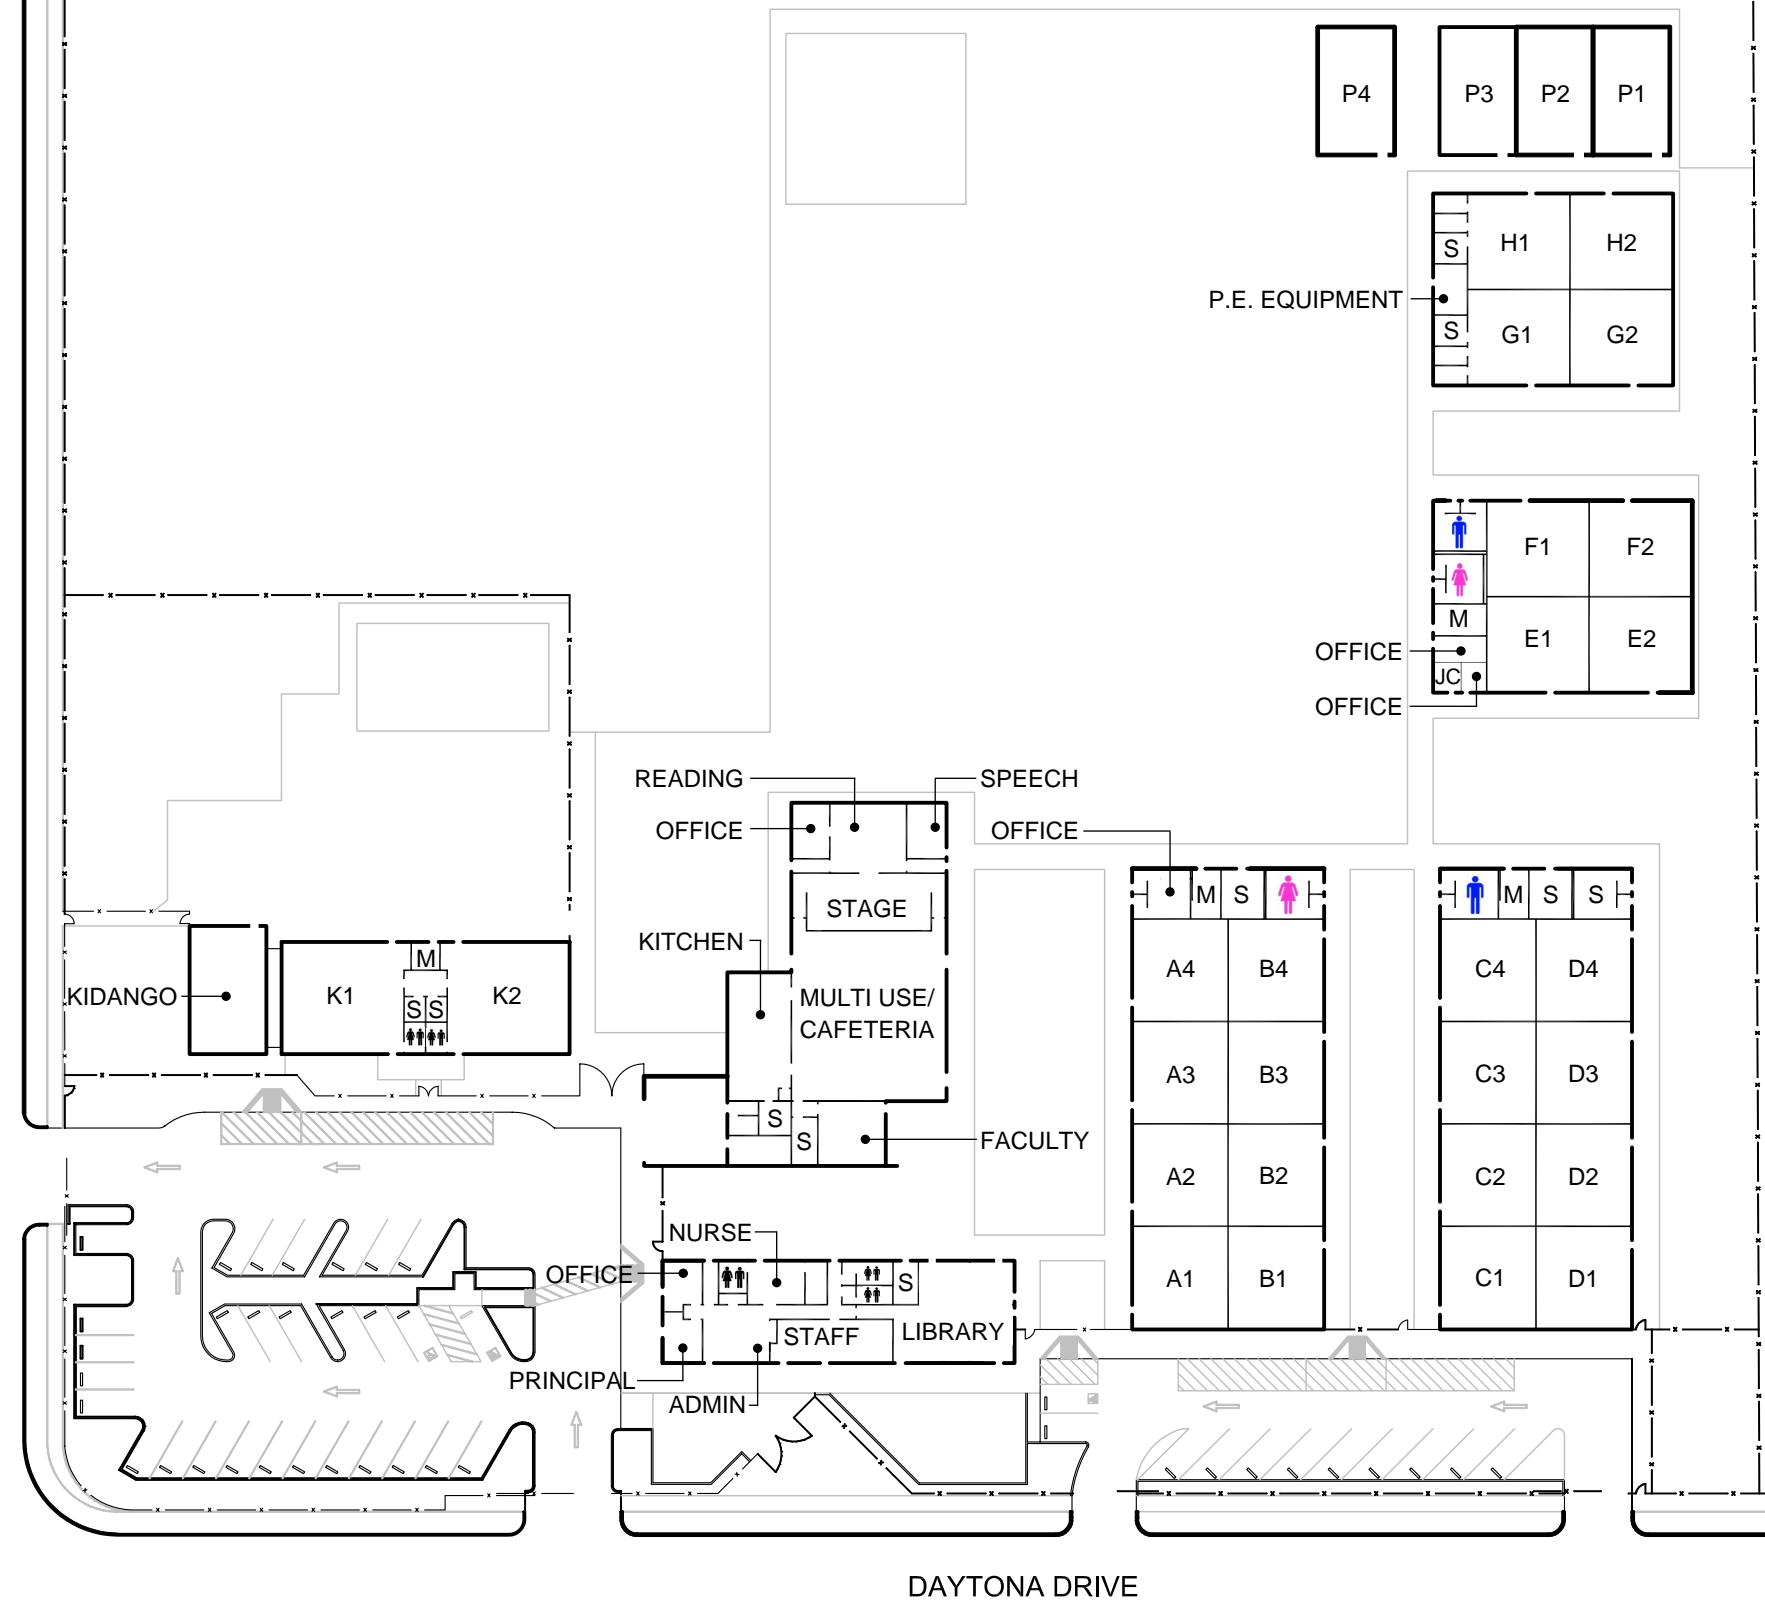 P4
P3
P2
P1
S
H1
H2
P.E. EQUIPMENT
S
G1
G2
F1
F2
M
E1
E2
OFFICE
JC
OFFICE
READING
SPEECH
OFFICE
OFFICE
M
S
M
S
S
STAGE
KITCHEN
M
A4
B4
C4
D4
KIDANGO
K1
K2
MULTI USE/
CAFETERIA
S
S
A3
B3
C3
D3
S
S
FACULTY
A2
B2
C2
D2
NURSE
OFFICE
S
A1
B1
C1
D1
STAFF
LIBRARY
PRINCIPAL
ADMIN
DAYTONA DRIVE